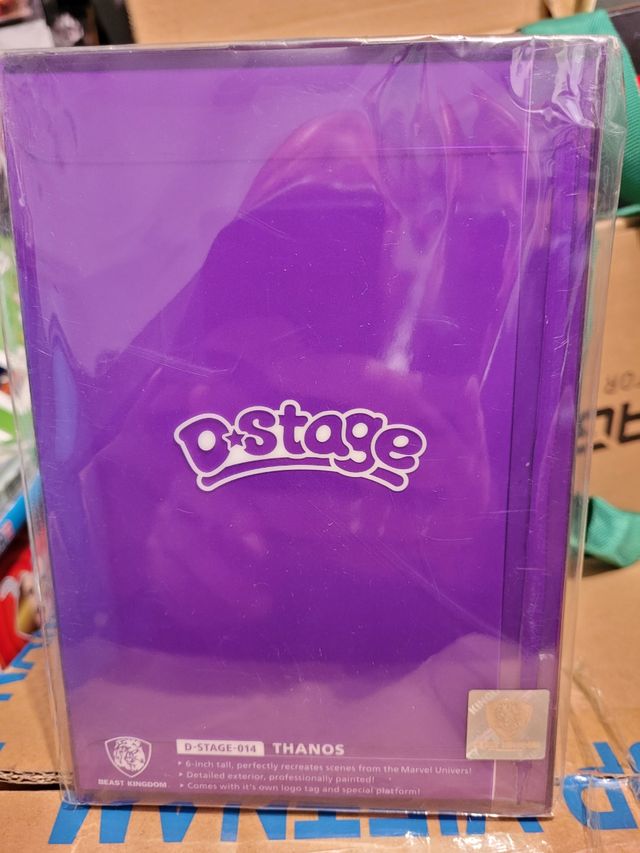 D★Stage
D-STAGE-014 THANOS
• 6-inch tall, perfectly recreates scenes from the Marvel Univers!
• Detailed exterior, professionally painted!
• Comes with it's own logo tag and special platform!
BEAST KINGDOM